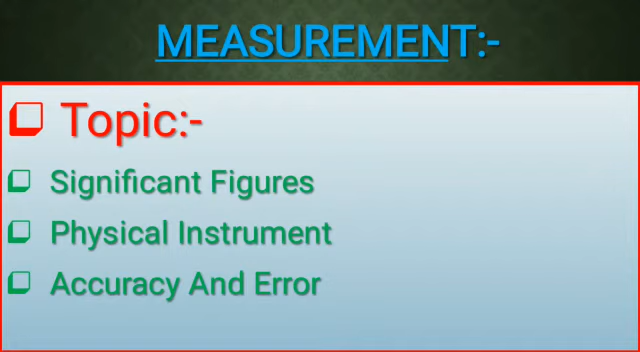 MEASUREMENT:-
Topic:-
Significant Figures
Physical Instrument
Accuracy And Error